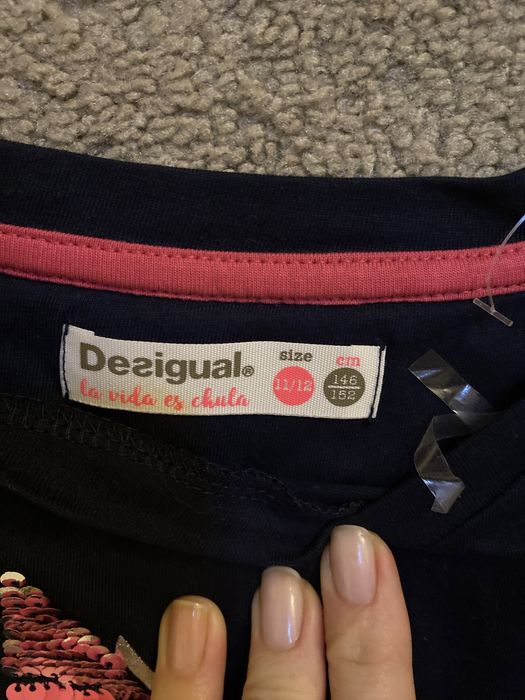 Desigual® size cm
la vida es chula 11/12 146
152